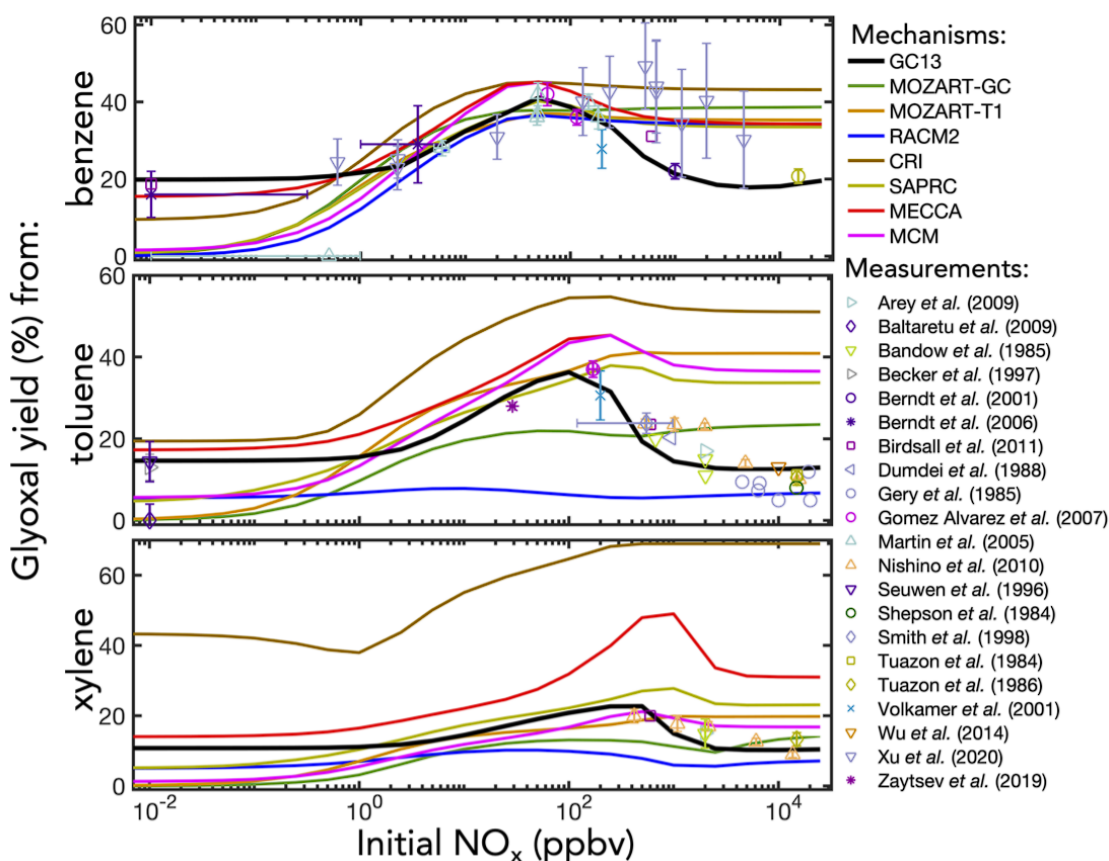 Glyoxal yield (%) from:
benzene
60
40
20
0
toluene
60
40
20
0
xylene
60
40
20
0
10⁻² 10⁰ 10² 10⁴
Initial NOₓ (ppbv)
Mechanisms:
GC13
MOZART-GC
MOZART-T1
RACM2
CRI
SAPRC
MECCA
MCM
Measurements:
Arey et al. (2009)
Baltaretu et al. (2009)
Bandow et al. (1985)
Becker et al. (1997)
Berndt et al. (2001)
Berndt et al. (2006)
Birdsall et al. (2011)
Dumdei et al. (1988)
Gery et al. (1985)
Gomez Alvarez et al. (2007)
Martin et al. (2005)
Nishino et al. (2010)
Seuwen et al. (1996)
Shepson et al. (1984)
Smith et al. (1998)
Tuazon et al. (1984)
Tuazon et al. (1986)
Volkamer et al. (2001)
Wu et al. (2014)
Xu et al. (2020)
Zaytsev et al. (2019)